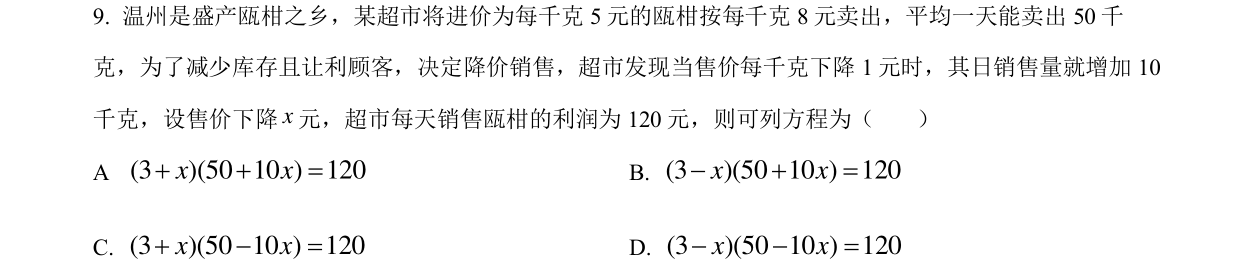 9. 温州是盛产瓯柑之乡，某超市将进价为每千克 5 元的瓯柑按每千克 8 元卖出，平均一天能卖出 50 千
克，为了减少库存且让利顾客，决定降价销售，超市发现当售价每千克下降 1 元时，其日销售量就增加 10
千克，设售价下降 x 元，超市每天销售瓯柑的利润为 120 元，则可列方程为（　　）
A (3+x)(50+10x)=120 B. (3−x)(50+10x)=120
C. (3+x)(50−10x)=120 D. (3−x)(50−10x)=120